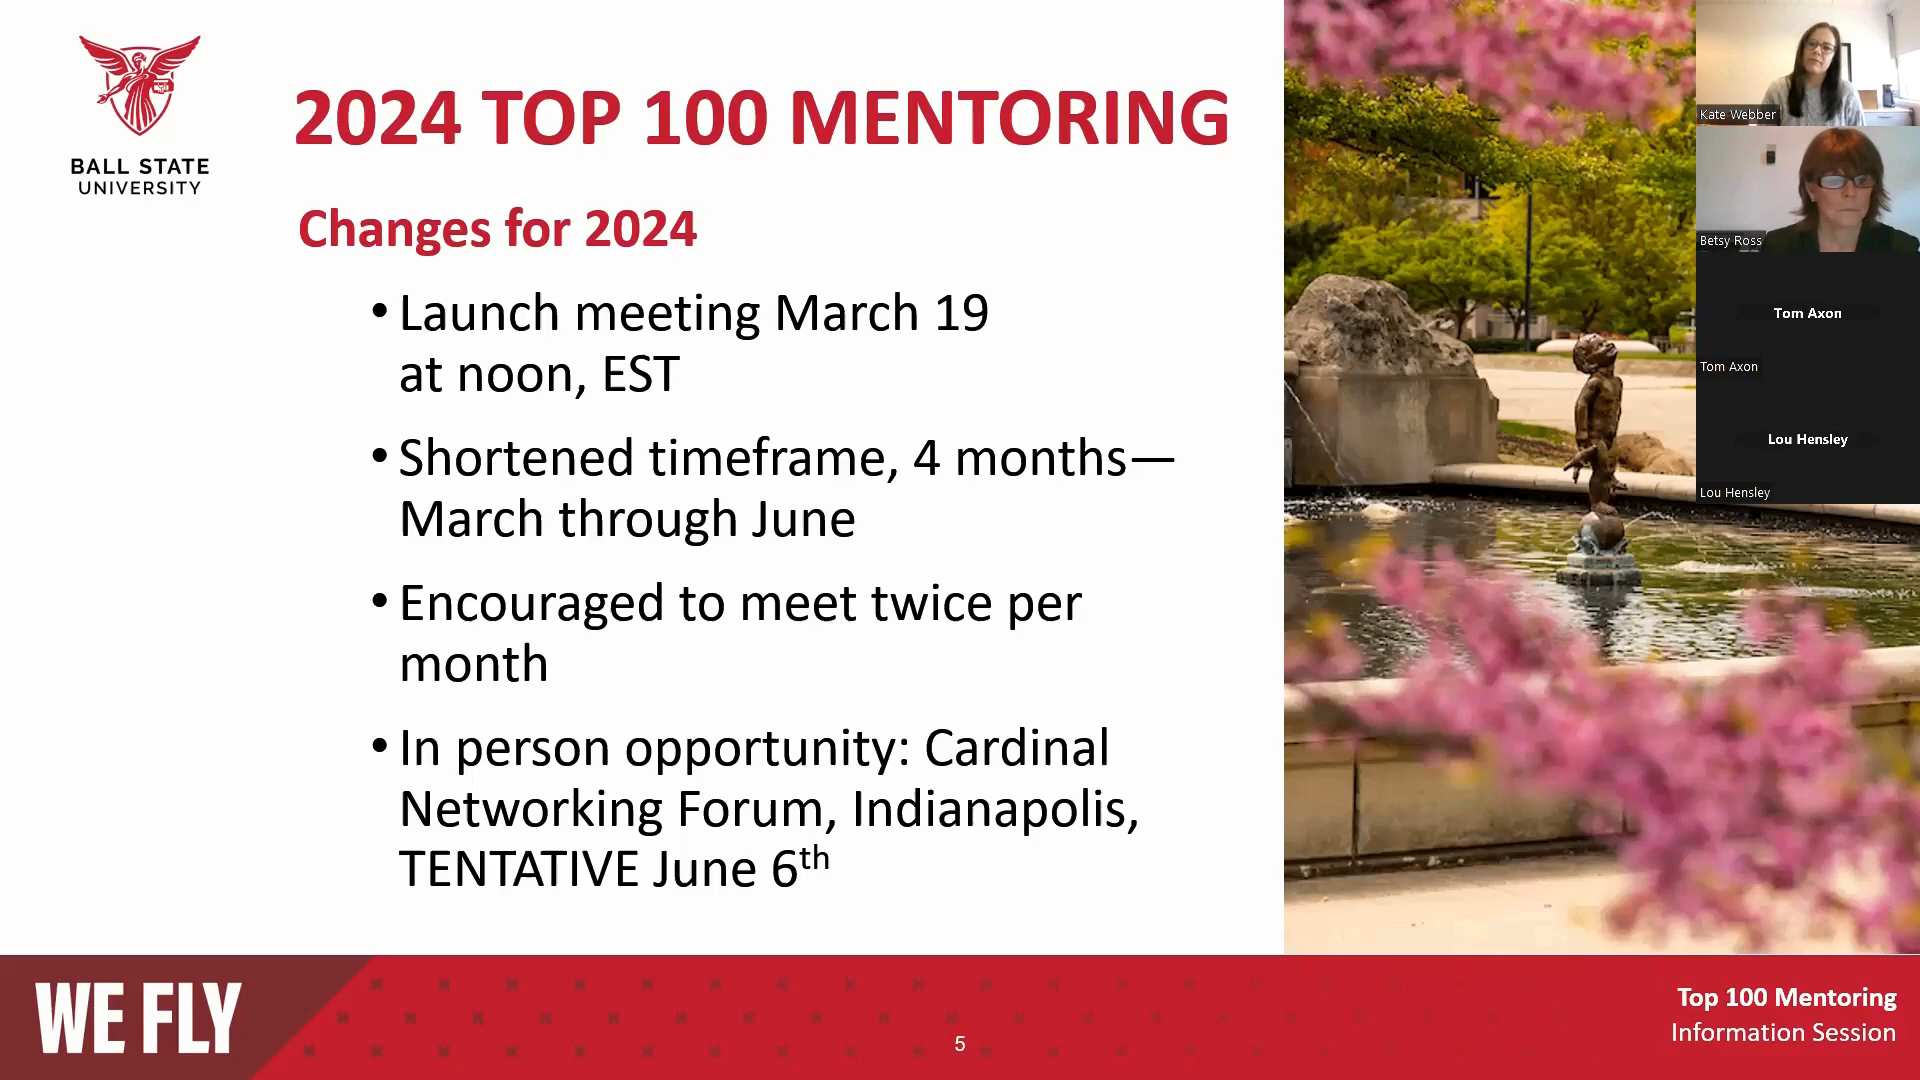 BALL STATE
UNIVERSITY
2024 TOP 100 MENTORING
Changes for 2024
• Launch meeting March 19
at noon, EST
• Shortened timeframe, 4 months—
March through June
• Encouraged to meet twice per
month
• In person opportunity: Cardinal
Networking Forum, Indianapolis,
TENTATIVE June 6th
Kate Webber
Betsy Ross
Tom Axon
Tom Axon
Lou Hensley
Lou Hensley
WE FLY
5
Top 100 Mentoring
Information Session